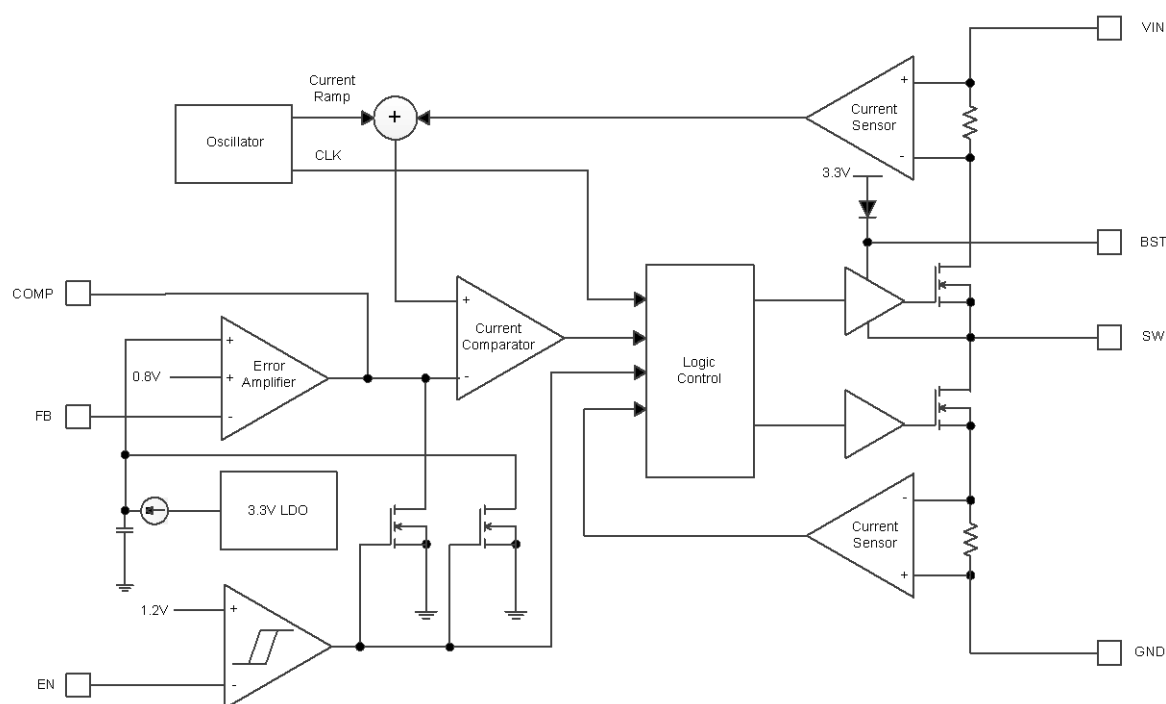 VIN
Current
Ramp
+
Current
Sensor
+
-
Oscillator
CLK
3.3V
BST
COMP
+
Current
Comparator
-
Logic
Control
SW
+
0.8V
+
Error
Amplifier
FB
-
3.3V LDO
-
Current
Sensor
+
1.2V
+
EN
-
GND